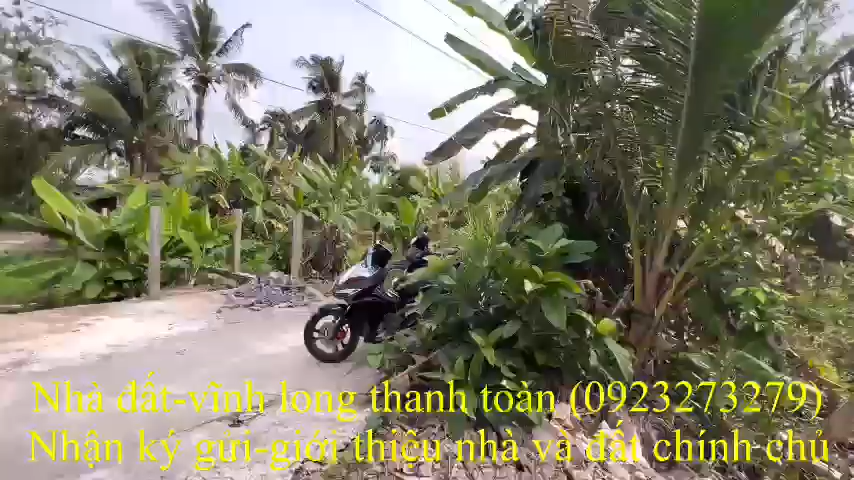 Nhà đất-vĩnh long thanh toàn (0923273279)
Nhận ký gửi-giới thiệu nhà và đất chính chủ